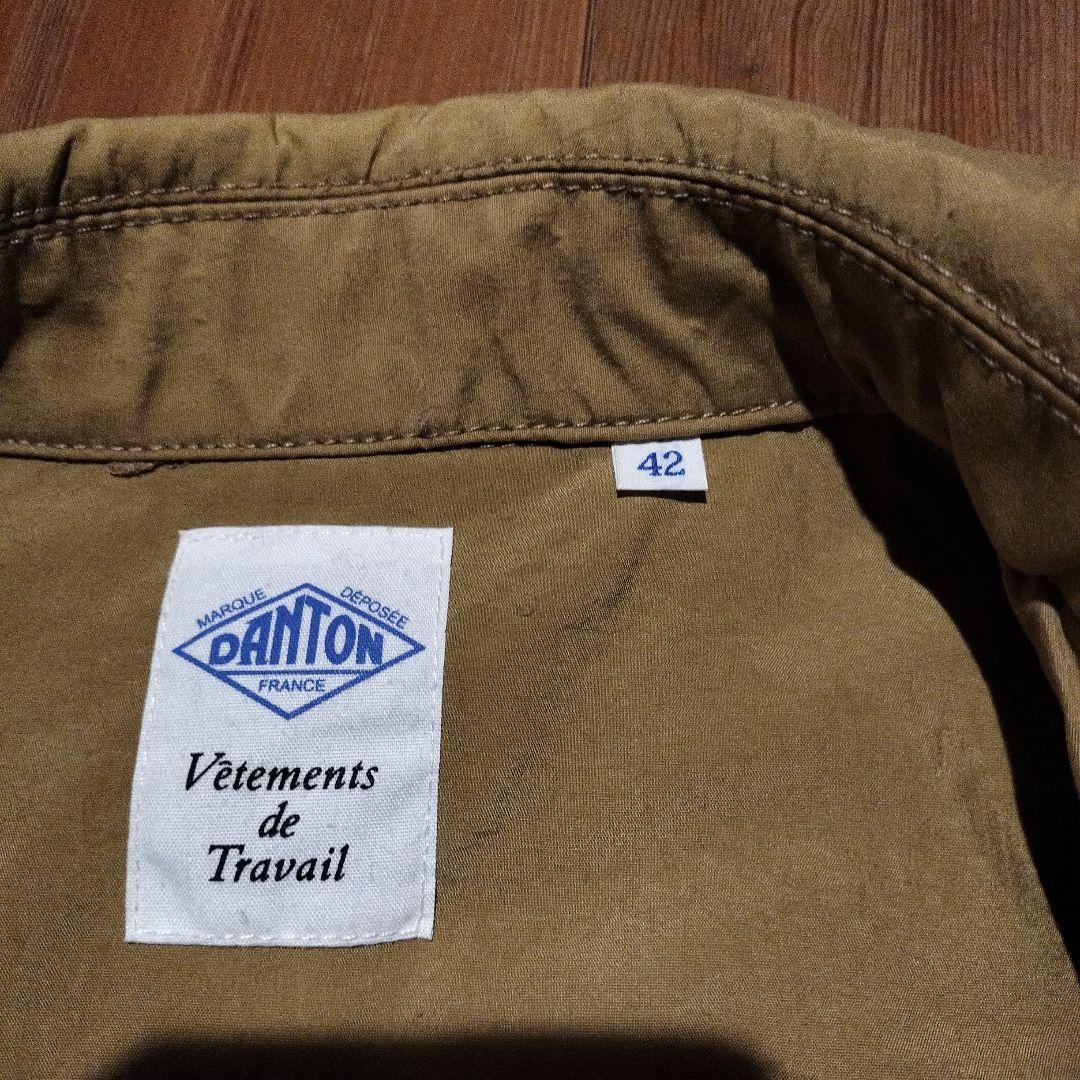 42
MARQUE DÉPOSÉE
DANTON
FRANCE
Vêtements
de
Travail